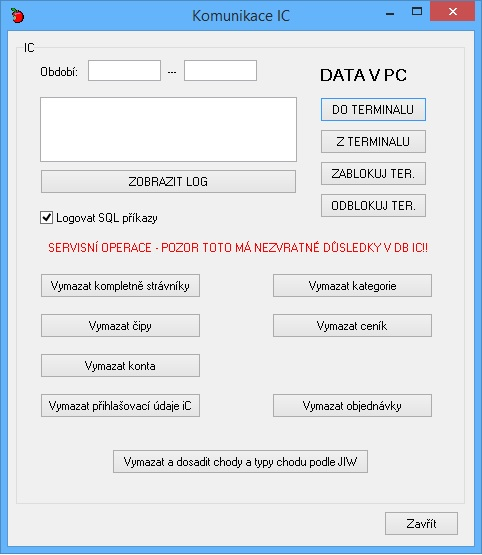 Komunikace IC
IC
Období: ---
DATA V PC
DO TERMINALU
Z TERMINALU
ZABLOKUJ TER.
ODBLOKUJ TER.
ZOBRAZIT LOG
Logovat SQL příkazy
SERVISNÍ OPERACE - POZOR TOTO MÁ NEZVRATNÉ DŮSLEDKY V DB IC!!
Vymazat kompletně strávníky
Vymazat kategorie
Vymazat čipy
Vymazat ceník
Vymazat konta
Vymazat přihlašovací údaje iC
Vymazat objednávky
Vymazat a dosadit chody a typy chodu podle JIW
Zavřít